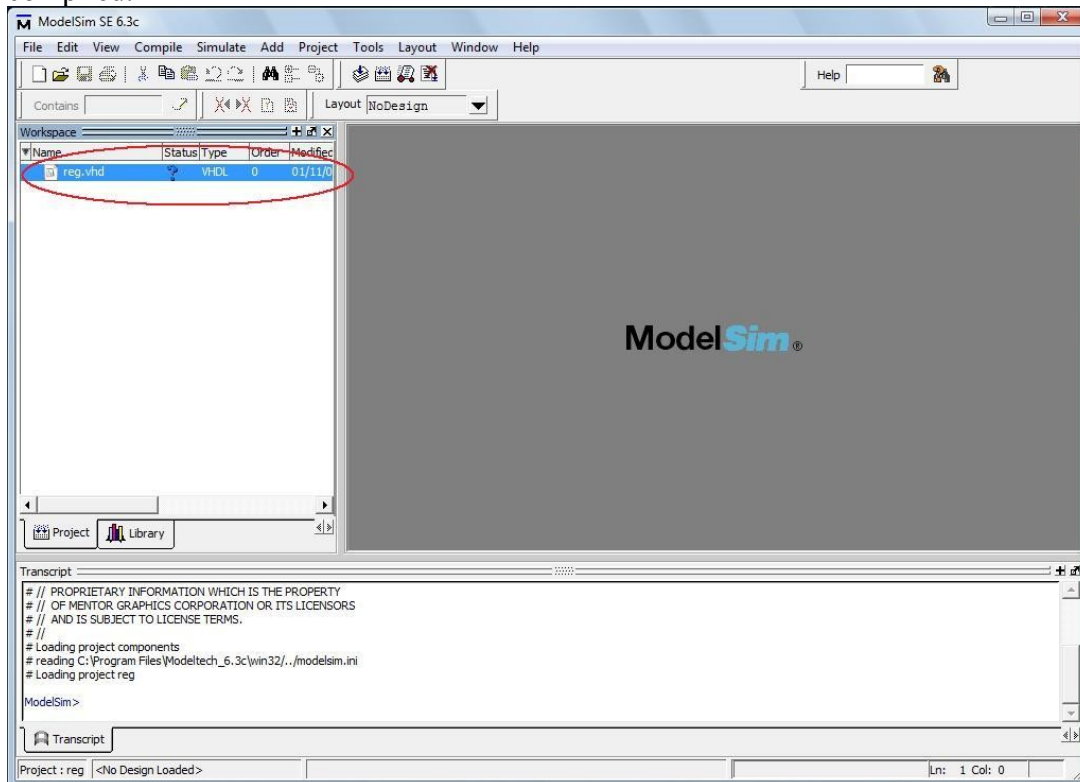 ModelSim SE 6.3c
File Edit View Compile Simulate Add Project Tools Layout Window Help
Help
Contains Layout NoDesign
Workspace
Name Status Type Order Modified
reg.vhd ? VHDL 0 01/11/0
ModelSim ®
Project Library
Transcript
# // PROPRIETARY INFORMATION WHICH IS THE PROPERTY
# // OF MENTOR GRAPHICS CORPORATION OR ITS LICENSORS
# // AND IS SUBJECT TO LICENSE TERMS.
# //
# Loading project components
# reading C:\Program Files\Modeltech_6.3c\win32/../modelsim.ini
# Loading project reg
ModelSim>
Transcript
Project : reg <No Design Loaded> Ln: 1 Col: 0